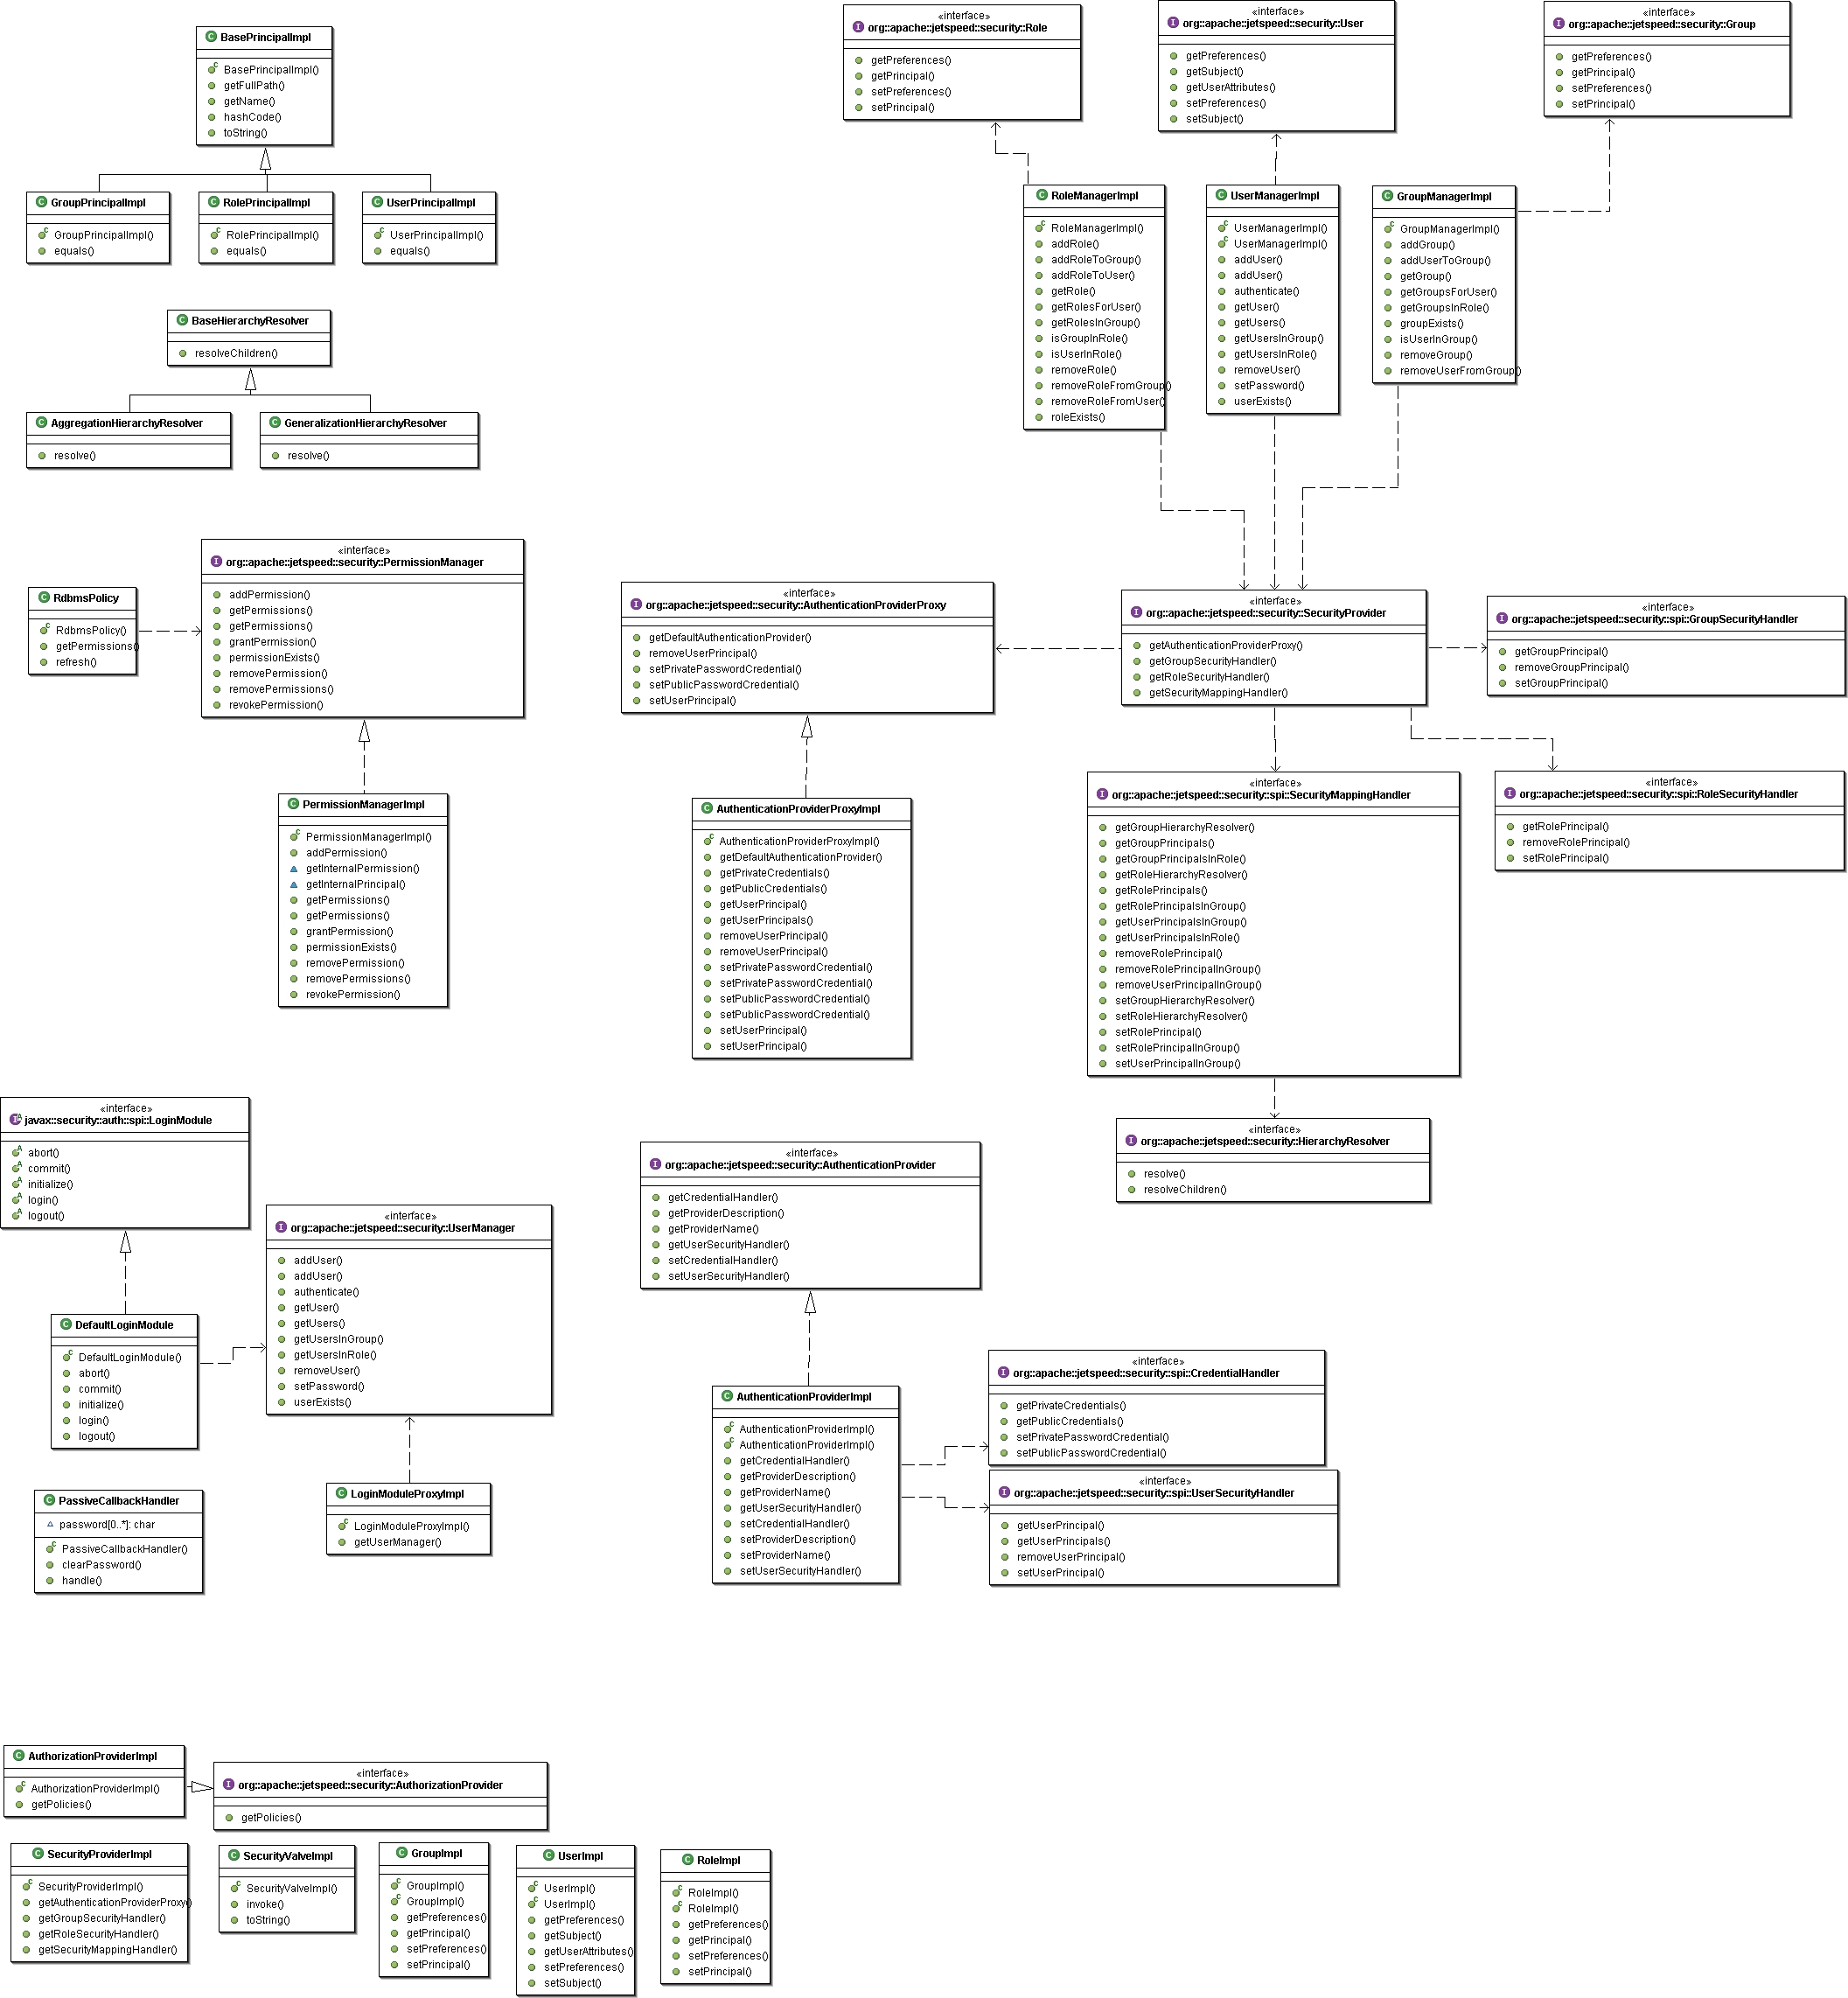 BasePrincipalImpl
BasePrincipalImpl()
getFullPath()
getName()
hashCode()
toString()
GroupPrincipalImpl
GroupPrincipalImpl()
equals()
RolePrincipalImpl
RolePrincipalImpl()
equals()
UserPrincipalImpl
UserPrincipalImpl()
equals()
BaseHierarchyResolver
resolveChildren()
AggregationHierarchyResolver
resolve()
GeneralizationHierarchyResolver
resolve()
«interface»
org::apache::jetspeed::security::Role
getPreferences()
getPrincipal()
setPreferences()
setPrincipal()
«interface»
org::apache::jetspeed::security::User
getPreferences()
getSubject()
getUserAttributes()
setPreferences()
setSubject()
«interface»
org::apache::jetspeed::security::Group
getPreferences()
getPrincipal()
setPreferences()
setPrincipal()
RoleManagerImpl
RoleManagerImpl()
addRole()
addRoleToGroup()
addRoleToUser()
getRole()
getRolesForUser()
getRolesInGroup()
isGroupInRole()
isUserInRole()
removeRole()
removeRoleFromGroup()
removeRoleFromUser()
roleExists()
UserManagerImpl
UserManagerImpl()
UserManagerImpl()
addUser()
addUser()
authenticate()
getUser()
getUsers()
getUsersInGroup()
getUsersInRole()
removeUser()
setPassword()
userExists()
GroupManagerImpl
GroupManagerImpl()
addGroup()
addUserToGroup()
getGroup()
getGroupsForUser()
getGroupsInRole()
groupExists()
isUserInGroup()
removeGroup()
removeUserFromGroup()
RdbmsPolicy
RdbmsPolicy()
getPermissions()
refresh()
«interface»
org::apache::jetspeed::security::PermissionManager
addPermission()
getPermissions()
getPermissions()
grantPermission()
permissionExists()
removePermission()
removePermissions()
revokePermission()
PermissionManagerImpl
PermissionManagerImpl()
addPermission()
getInternalPermission()
getInternalPrincipal()
getPermissions()
getPermissions()
grantPermission()
permissionExists()
removePermission()
removePermissions()
revokePermission()
«interface»
org::apache::jetspeed::security::AuthenticationProviderProxy
getDefaultAuthenticationProvider()
removeUserPrincipal()
setPrivatePasswordCredential()
setPublicPasswordCredential()
setUserPrincipal()
AuthenticationProviderProxyImpl
AuthenticationProviderProxyImpl()
getDefaultAuthenticationProvider()
getPrivateCredentials()
getPublicCredentials()
getUserPrincipal()
getUserPrincipals()
removeUserPrincipal()
removeUserPrincipal()
setPrivatePasswordCredential()
setPrivatePasswordCredential()
setPublicPasswordCredential()
setPublicPasswordCredential()
setUserPrincipal()
setUserPrincipal()
«interface»
org::apache::jetspeed::security::SecurityProvider
getAuthenticationProviderProxy()
getGroupSecurityHandler()
getRoleSecurityHandler()
getSecurityMappingHandler()
«interface»
org::apache::jetspeed::security::spi::GroupSecurityHandler
getGroupPrincipal()
removeGroupPrincipal()
setGroupPrincipal()
«interface»
org::apache::jetspeed::security::spi::SecurityMappingHandler
getGroupHierarchyResolver()
getGroupPrincipals()
getGroupPrincipalsInRole()
getRoleHierarchyResolver()
getRolePrincipals()
getRolePrincipalsInGroup()
getUserPrincipalsInGroup()
getUserPrincipalsInRole()
removeRolePrincipal()
removeRolePrincipalInGroup()
removeUserPrincipalInGroup()
setGroupHierarchyResolver()
setRoleHierarchyResolver()
setRolePrincipal()
setRolePrincipalInGroup()
setUserPrincipalInGroup()
«interface»
org::apache::jetspeed::security::spi::RoleSecurityHandler
getRolePrincipal()
removeRolePrincipal()
setRolePrincipal()
«interface»
org::apache::jetspeed::security::HierarchyResolver
resolve()
resolveChildren()
«interface»
javax::security::auth::spi::LoginModule
abort()
commit()
initialize()
login()
logout()
DefaultLoginModule
DefaultLoginModule()
abort()
commit()
initialize()
login()
logout()
«interface»
org::apache::jetspeed::security::UserManager
addUser()
addUser()
authenticate()
getUser()
getUsers()
getUsersInGroup()
getUsersInRole()
removeUser()
setPassword()
userExists()
PassiveCallbackHandler
password[0..*]: char
PassiveCallbackHandler()
clearPassword()
handle()
LoginModuleProxyImpl
LoginModuleProxyImpl()
getUserManager()
«interface»
org::apache::jetspeed::security::AuthenticationProvider
getCredentialHandler()
getProviderDescription()
getProviderName()
getUserSecurityHandler()
setCredentialHandler()
setUserSecurityHandler()
AuthenticationProviderImpl
AuthenticationProviderImpl()
AuthenticationProviderImpl()
getCredentialHandler()
getProviderDescription()
getProviderName()
getUserSecurityHandler()
setCredentialHandler()
setProviderDescription()
setProviderName()
setUserSecurityHandler()
«interface»
org::apache::jetspeed::security::spi::CredentialHandler
getPrivateCredentials()
getPublicCredentials()
setPrivatePasswordCredential()
setPublicPasswordCredential()
«interface»
org::apache::jetspeed::security::spi::UserSecurityHandler
getUserPrincipal()
getUserPrincipals()
removeUserPrincipal()
setUserPrincipal()
AuthorizationProviderImpl
AuthorizationProviderImpl()
getPolicies()
«interface»
org::apache::jetspeed::security::AuthorizationProvider
getPolicies()
SecurityProviderImpl
SecurityProviderImpl()
getAuthenticationProviderProxy()
getGroupSecurityHandler()
getRoleSecurityHandler()
getSecurityMappingHandler()
SecurityValveImpl
SecurityValveImpl()
invoke()
toString()
GroupImpl
GroupImpl()
GroupImpl()
getPreferences()
getPrincipal()
setPreferences()
setPrincipal()
UserImpl
UserImpl()
UserImpl()
getPreferences()
getSubject()
getUserAttributes()
setPreferences()
setSubject()
RoleImpl
RoleImpl()
RoleImpl()
getPreferences()
getPrincipal()
setPreferences()
setPrincipal()